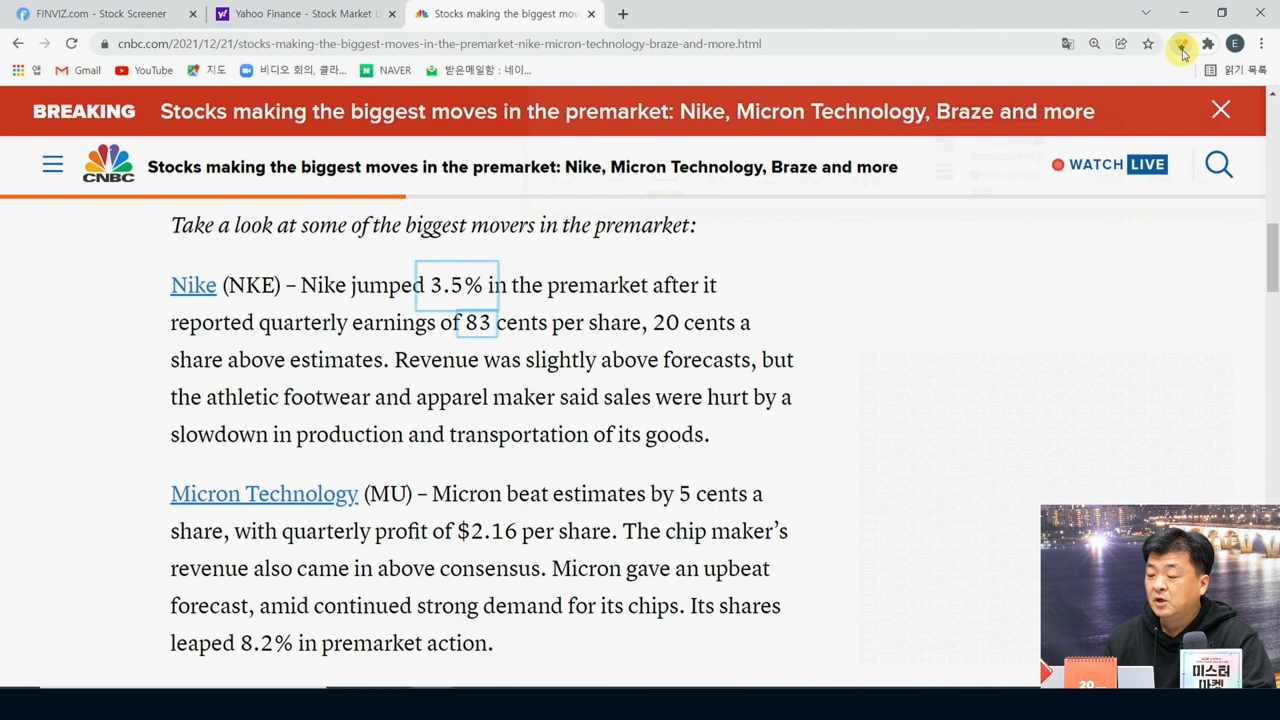 FINVIZ.com - Stock Screener
Yahoo Finance - Stock Market L
Stocks making the biggest mov
cnbc.com/2021/12/21/stocks-making-the-biggest-moves-in-the-premarket-nike-micron-technology-braze-and-more.html
E
앱
Gmail
YouTube
지도
비디오 회의, 클라...
NAVER
받은메일함 : 네이...
읽기 목록
BREAKING
Stocks making the biggest moves in the premarket: Nike, Micron Technology, Braze and more
CNBC
Stocks making the biggest moves in the premarket: Nike, Micron Technology, Braze and more
WATCH LIVE
Take a look at some of the biggest movers in the premarket:
Nike (NKE) – Nike jumped 3.5% in the premarket after it
reported quarterly earnings of 83 cents per share, 20 cents a
share above estimates. Revenue was slightly above forecasts, but
the athletic footwear and apparel maker said sales were hurt by a
slowdown in production and transportation of its goods.
Micron Technology (MU) – Micron beat estimates by 5 cents a
share, with quarterly profit of $2.16 per share. The chip maker's
revenue also came in above consensus. Micron gave an upbeat
forecast, amid continued strong demand for its chips. Its shares
leaped 8.2% in premarket action.
20
미스터
마켓